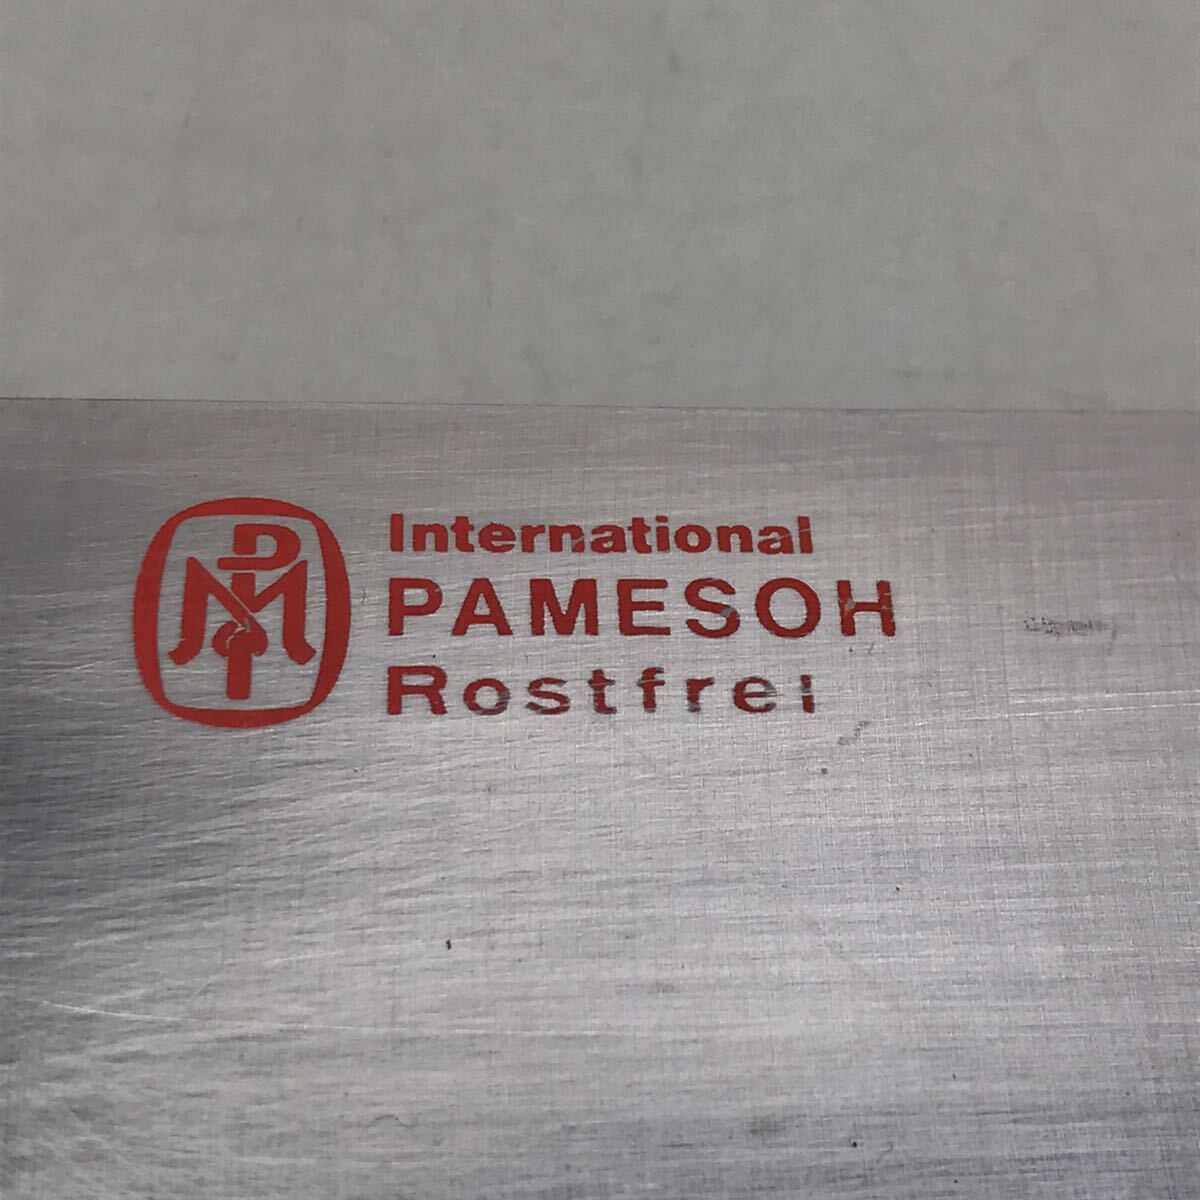 International
PAMESOH
Rostfrei